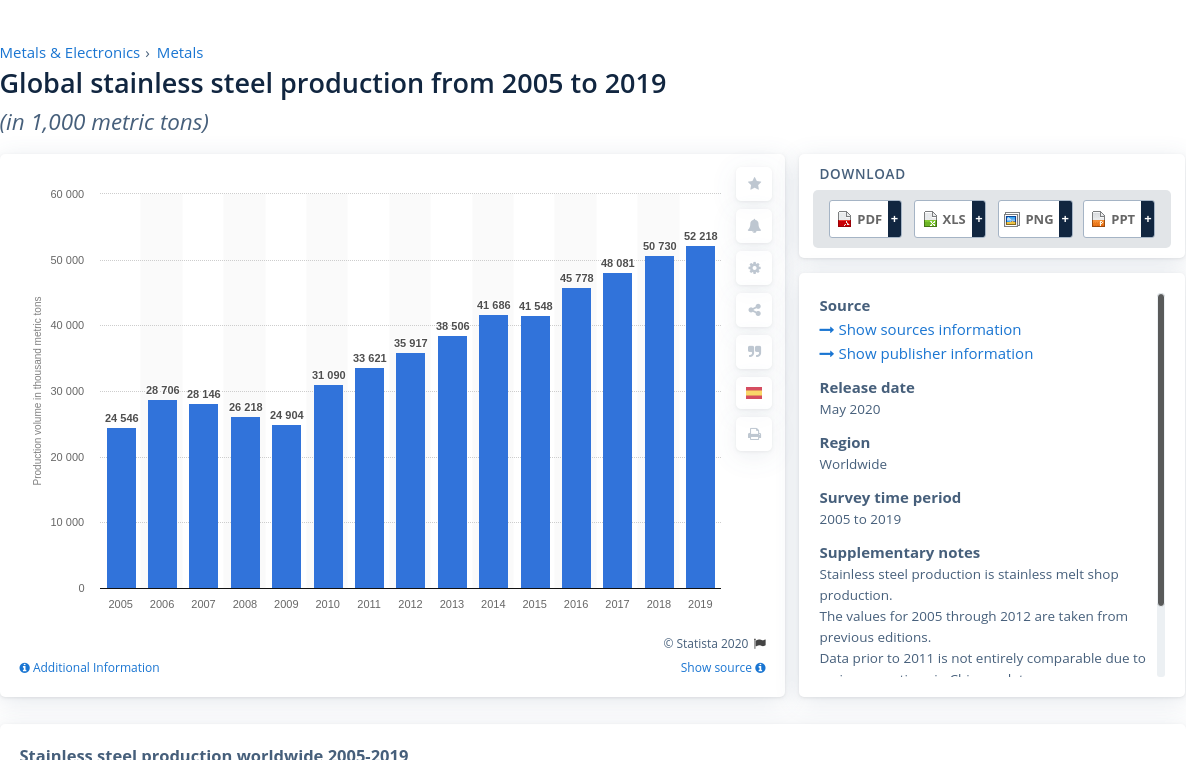 Metals & Electronics › Metals
Global stainless steel production from 2005 to 2019
(in 1,000 metric tons)
60 000
50 000
40 000
30 000
20 000
10 000
0
Production volume in thousand metric tons
24 546
28 706
28 146
26 218
24 904
31 090
33 621
35 917
38 506
41 686
41 548
45 778
48 081
50 730
52 218
2005 2006 2007 2008 2009 2010 2011 2012 2013 2014 2015 2016 2017 2018 2019
© Statista 2020
Additional Information
Show source
DOWNLOAD
PDF + XLS + PNG + PPT +
Source
Show sources information
Show publisher information
Release date
May 2020
Region
Worldwide
Survey time period
2005 to 2019
Supplementary notes
Stainless steel production is stainless melt shop
production.
The values for 2005 through 2012 are taken from
previous editions.
Data prior to 2011 is not entirely comparable due to
Stainless steel production worldwide 2005-2019